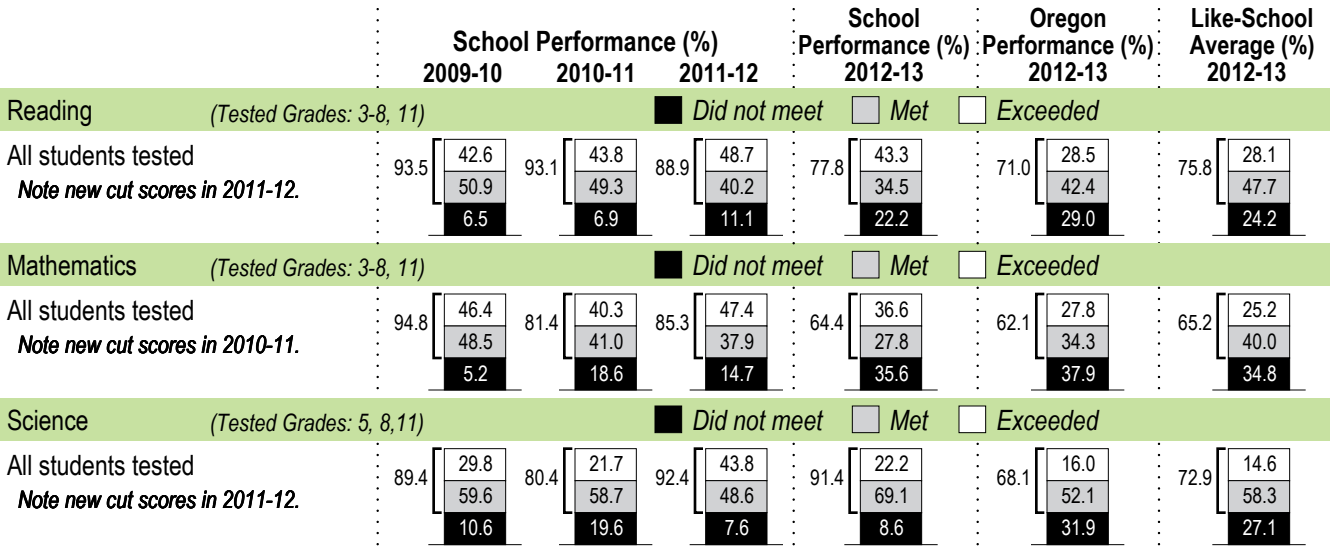 School Performance (%)
2009-10 2010-11 2011-12
School
Performance (%)
2012-13
Oregon
Performance (%)
2012-13
Like-School
Average (%)
2012-13
Reading (Tested Grades: 3-8, 11) Did not meet Met Exceeded
All students tested
Note new cut scores in 2011-12.
93.5 42.6 50.9 6.5
93.1 43.8 49.3 6.9
88.9 48.7 40.2 11.1
77.8 43.3 34.5 22.2
71.0 28.5 42.4 29.0
75.8 28.1 47.7 24.2
Mathematics (Tested Grades: 3-8, 11) Did not meet Met Exceeded
All students tested
Note new cut scores in 2010-11.
94.8 46.4 48.5 5.2
81.4 40.3 41.0 18.6
85.3 47.4 37.9 14.7
64.4 36.6 27.8 35.6
62.1 27.8 34.3 37.9
65.2 25.2 40.0 34.8
Science (Tested Grades: 5, 8,11) Did not meet Met Exceeded
All students tested
Note new cut scores in 2011-12.
89.4 29.8 59.6 10.6
80.4 21.7 58.7 19.6
92.4 43.8 48.6 7.6
91.4 22.2 69.1 8.6
68.1 16.0 52.1 31.9
72.9 14.6 58.3 27.1